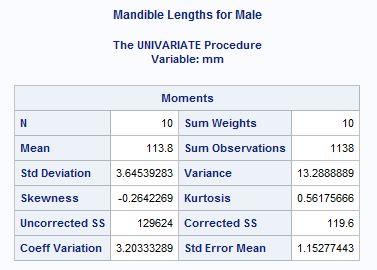 Mandible Lengths for Male
The UNIVARIATE Procedure
Variable: mm
Moments
N 10 Sum Weights 10
Mean 113.8 Sum Observations 1138
Std Deviation 3.64539283 Variance 13.2888889
Skewness -0.2642269 Kurtosis 0.56175666
Uncorrected SS 129624 Corrected SS 119.6
Coeff Variation 3.20333289 Std Error Mean 1.15277443